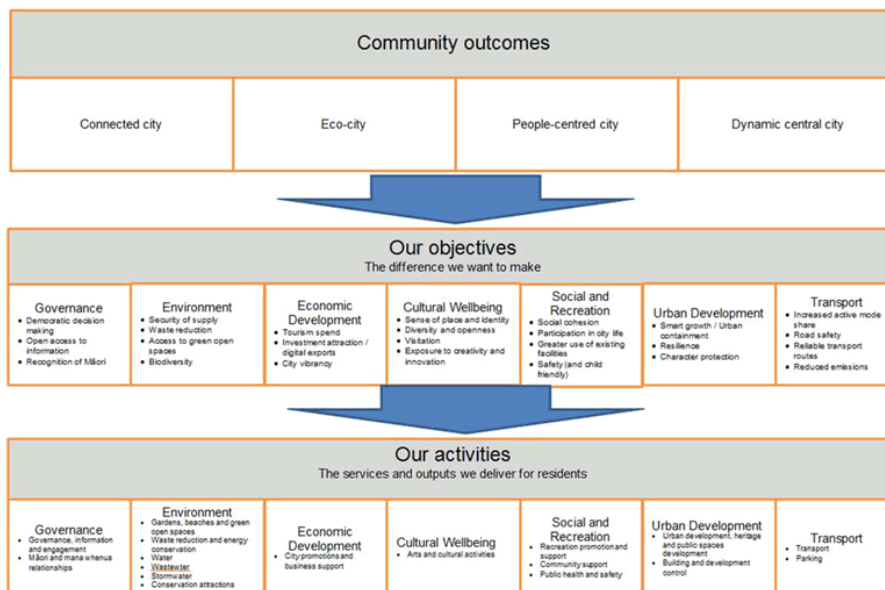 Community outcomes
Connected city
Eco-city
People-centred city
Dynamic central city
Our objectives
The difference we want to make
Governance
• Democratic decision
making
• Open access to
information
• Recognition of Māori
Environment
• Security of supply
• Waste reduction
• Access to green open
spaces
• Biodiversity
Economic
Development
• Tourism spend
• Investment attraction /
digital exports
• City vibrancy
Cultural Wellbeing
• Sense of place and identity
• Diversity and openness
• Visitation
• Exposure to creativity and
innovation
Social and
Recreation
• Social cohesion
• Participation in city life
• Greater use of existing
facilities
• Safety (and child
friendly)
Urban Development
• Smart growth / Urban
containment
• Resilience
• Character protection
Transport
• Increased active mode
share
• Road safety
• Reliable transport
routes
• Reduced emissions
Our activities
The services and outputs we deliver for residents
Governance
• Governance, information
and engagement
• Māori and mana whenua
relationships
Environment
• Gardens, beaches and green
open spaces
• Waste reduction and energy
conservation
• Water
• Wastewter
• Stormwater
• Conservation attractions
Economic
Development
• City promotions and
business support
Cultural Wellbeing
• Arts and cultural activities
Social and
Recreation
• Recreation promotion and
support
• Community support
• Public health and safety
Urban Development
• Urban development, heritage
and public spaces
development
• Building and development
control
Transport
• Transport
• Parking